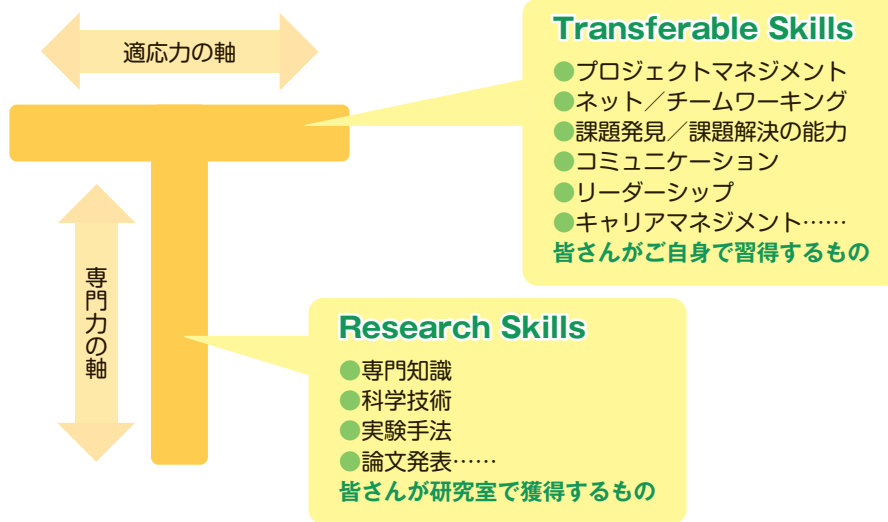 適応力の軸
Transferable Skills
●プロジェクトマネジメント
●ネット／チームワーキング
●課題発見／課題解決の能力
●コミュニケーション
●リーダーシップ
●キャリアマネジメント……
皆さんがご自身で習得するもの
専門力の軸
Research Skills
●専門知識
●科学技術
●実験手法
●論文発表……
皆さんが研究室で獲得するもの